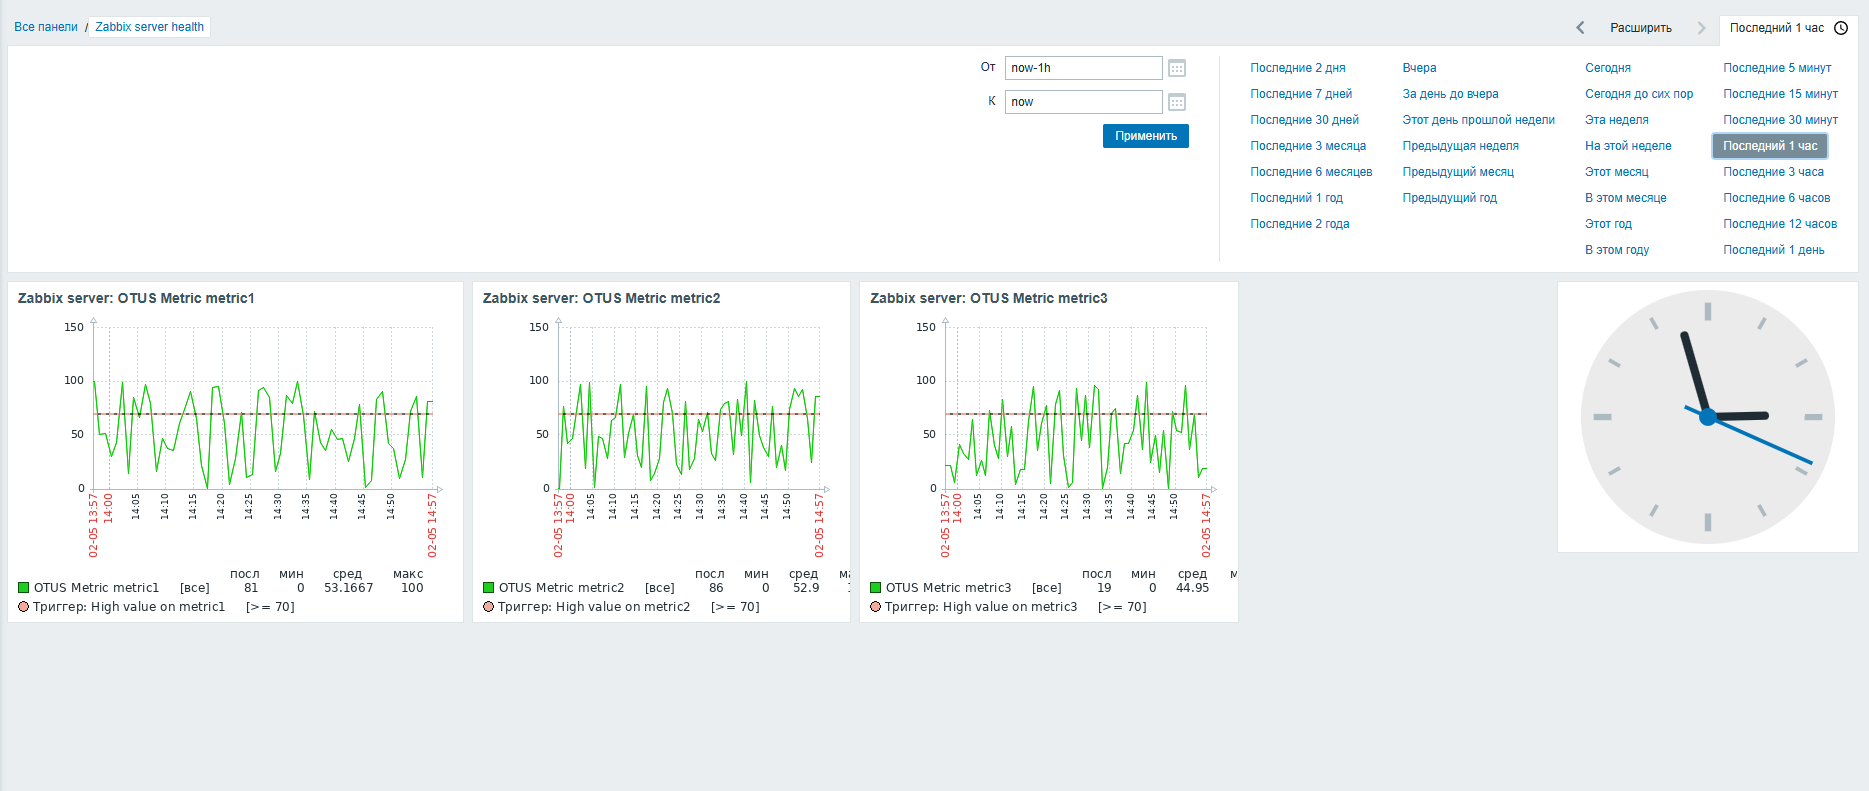 Все панели / Zabbix server health
Расширить
Последний 1 час
От now-1h
К now
Применить
Последние 2 дня Вчера Сегодня Последние 5 минут
Последние 7 дней За день до вчера Сегодня до сих пор Последние 15 минут
Последние 30 дней Этот день прошлой недели Эта неделя Последние 30 минут
Последние 3 месяца Предыдущая неделя На этой неделе Последний 1 час
Последние 6 месяцев Предыдущий месяц Этот месяц Последние 3 часа
Последний 1 год Предыдущий год В этом месяце Последние 6 часов
Последние 2 года Этот год Последние 12 часов
В этом году Последний 1 день
Zabbix server: OTUS Metric metric1
150
100
50
0
02-05 13:57
14:00
14:05
14:10
14:15
14:20
14:25
14:30
14:35
14:40
14:45
14:50
02-05 14:57
посл мин сред макс
OTUS Metric metric1 [все] 81 0 53.1667 100
Триггер: High value on metric1 [>= 70]
Zabbix server: OTUS Metric metric2
150
100
50
0
02-05 13:57
14:00
14:05
14:10
14:15
14:20
14:25
14:30
14:35
14:40
14:45
14:50
02-05 14:57
посл мин сред
OTUS Metric metric2 [все] 86 0 52.9
Триггер: High value on metric2 [>= 70]
Zabbix server: OTUS Metric metric3
150
100
50
0
02-05 13:57
14:00
14:05
14:10
14:15
14:20
14:25
14:30
14:35
14:40
14:45
14:50
02-05 14:57
посл мин сред
OTUS Metric metric3 [все] 19 0 44.95
Триггер: High value on metric3 [>= 70]